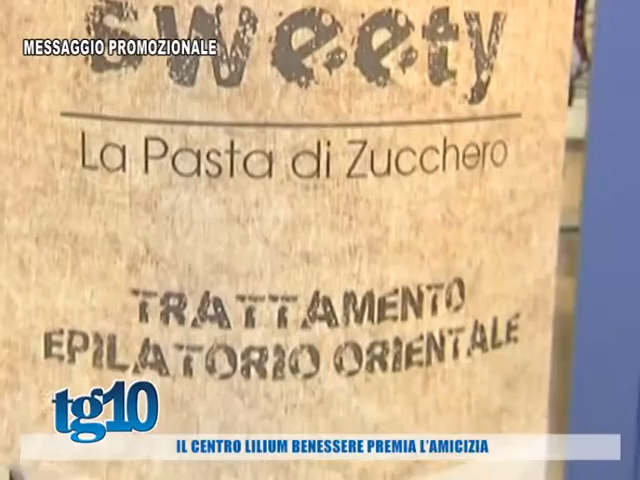 MESSAGGIO PROMOZIONALE
sweety
La Pasta di Zucchero
TRATTAMENTO
EPILATORIO ORIENTALE
tg10
IL CENTRO LILIUM BENESSERE PREMIA L'AMICIZIA